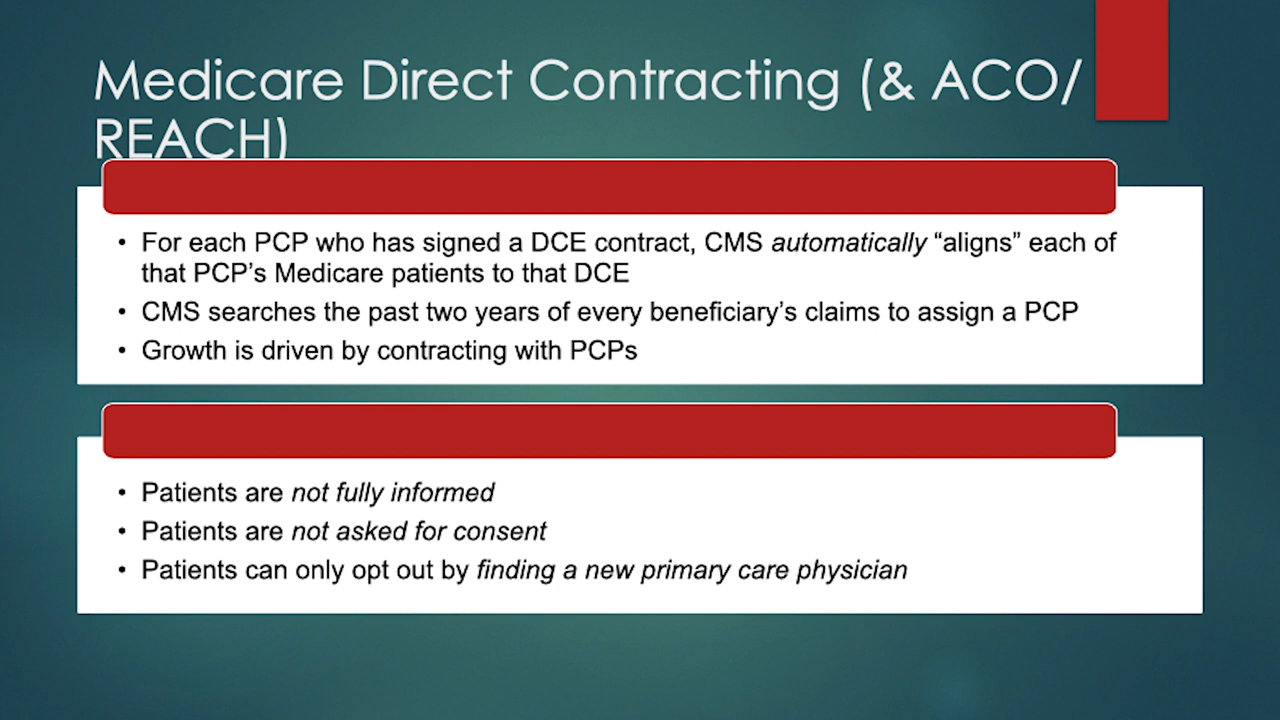 Medicare Direct Contracting (& ACO/
REACH)
• For each PCP who has signed a DCE contract, CMS automatically “aligns” each of
that PCP’s Medicare patients to that DCE
• CMS searches the past two years of every beneficiary’s claims to assign a PCP
• Growth is driven by contracting with PCPs
• Patients are not fully informed
• Patients are not asked for consent
• Patients can only opt out by finding a new primary care physician